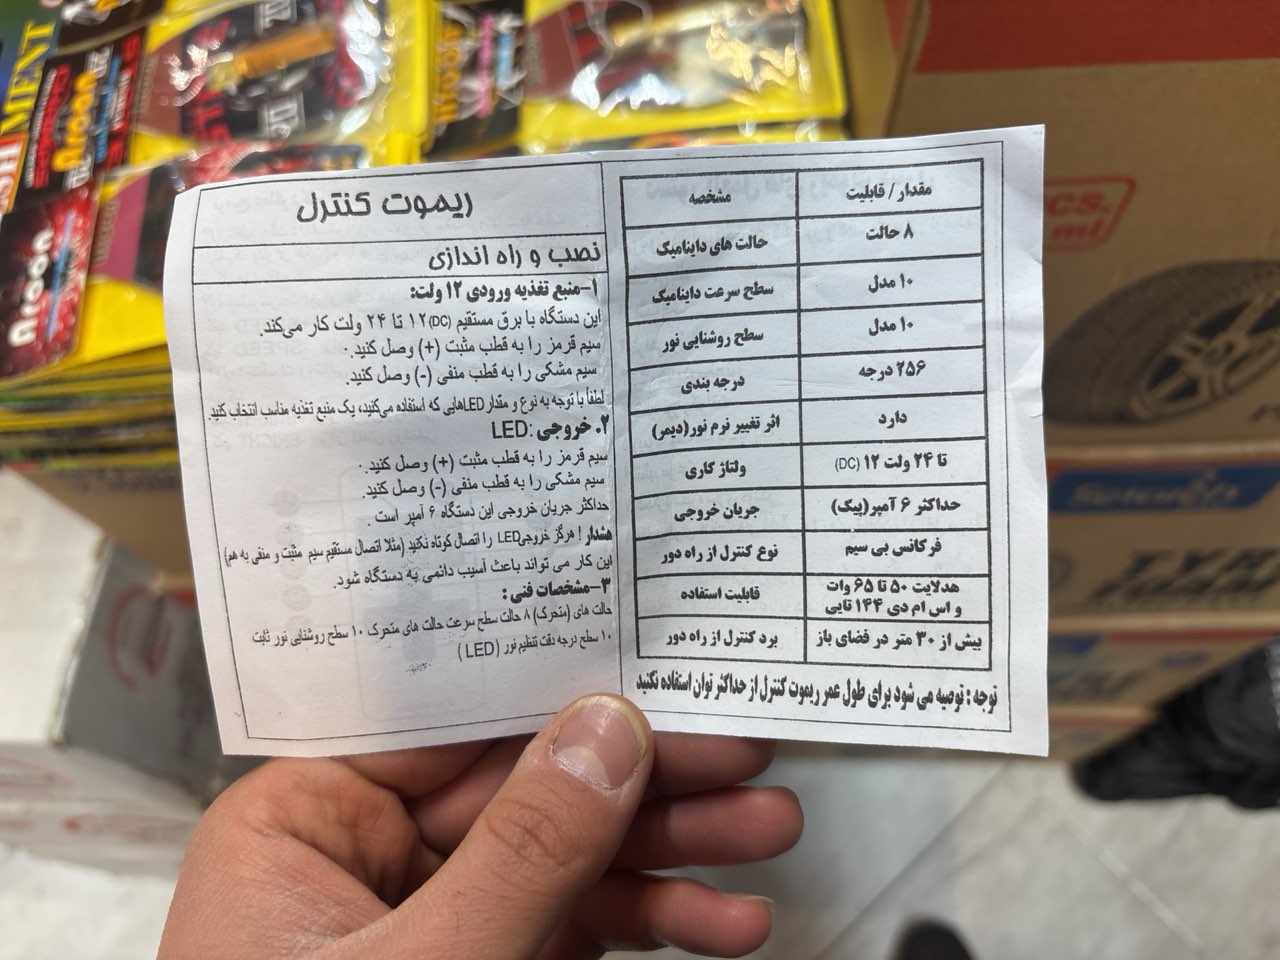 ریموت کنترل
نصب و راه اندازی
۱-منبع تغذیه ورودی ۱۲ ولت:
این دستگاه با برق مستقیم (DC)۱۲ تا ۲۴ ولت کار می‌کند.
سیم قرمز را به قطب مثبت (+) وصل کنید.
سیم مشکی را به قطب منفی (-) وصل کنید.
لطفاً با توجه به نوع و مقدار LEDهایی که استفاده می‌کنید، یک منبع تغذیه مناسب انتخاب کنید.
۲. خروجی LED:
سیم قرمز را به قطب مثبت (+) وصل کنید.
سیم مشکی را به قطب منفی (-) وصل کنید.
حداکثر جریان خروجی این دستگاه ۶ آمپر است.
هشدار! هرگز خروجی LED را اتصال کوتاه نکنید (مثلا اتصال مستقیم سیم مثبت و منفی به هم)
این کار می تواند باعث آسیب دائمی به دستگاه شود.
۳-مشخصات فنی:
حالت های (متحرک) ۸ حالت سطح سرعت حالت های متحرک ۱۰ سطح روشنایی نور ثابت
۱۰ سطح درجه دقت تنظیم نور (LED)
مشخصه مقدار / قابلیت
حالت های داینامیک ۸ حالت
سطح سرعت داینامیک ۱۰ مدل
سطح روشنایی نور ۱۰ مدل
درجه بندی ۲۵۶ درجه
اثر تغییر نرم نور(دیمر) دارد
ولتاژ کاری تا ۲۴ ولت ۱۲ (DC)
جریان خروجی حداکثر ۶ آمپر(پیک)
نوع کنترل از راه دور فرکانس بی سیم
قابلیت استفاده هدلایت ۵۰ تا ۶۵ وات
و اس ام دی ۱۴۴ تایی
برد کنترل از راه دور بیش از ۳۰ متر در فضای باز
توجه : توصیه می شود برای طول عمر ریموت کنترل از حداکثر توان استفاده نکنید
Aroon
Aroon